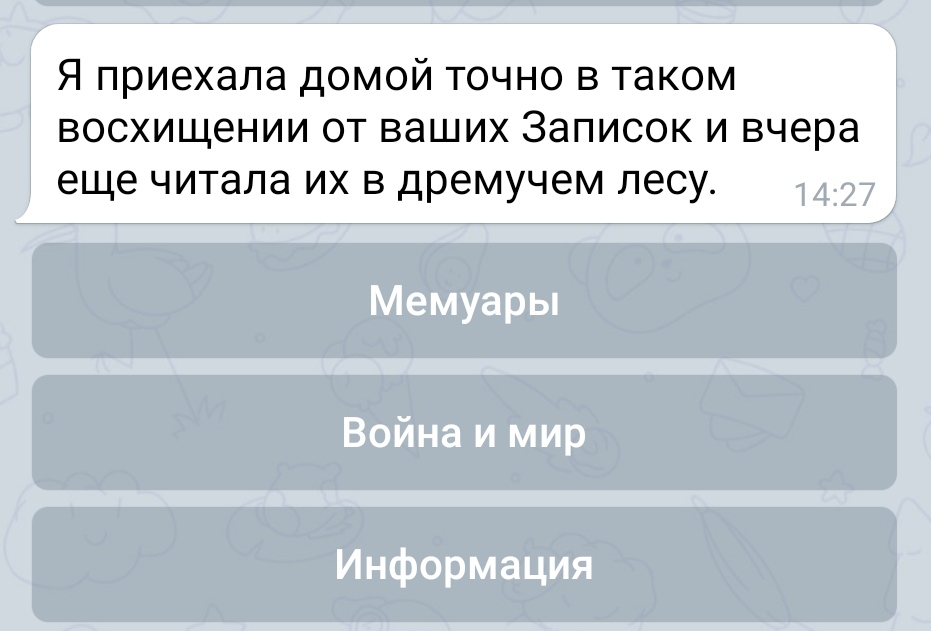 Я приехала домой точно в таком
восхищении от ваших Записок и вчера
еще читала их в дремучем лесу.
14:27
Мемуары
Война и мир
Информация